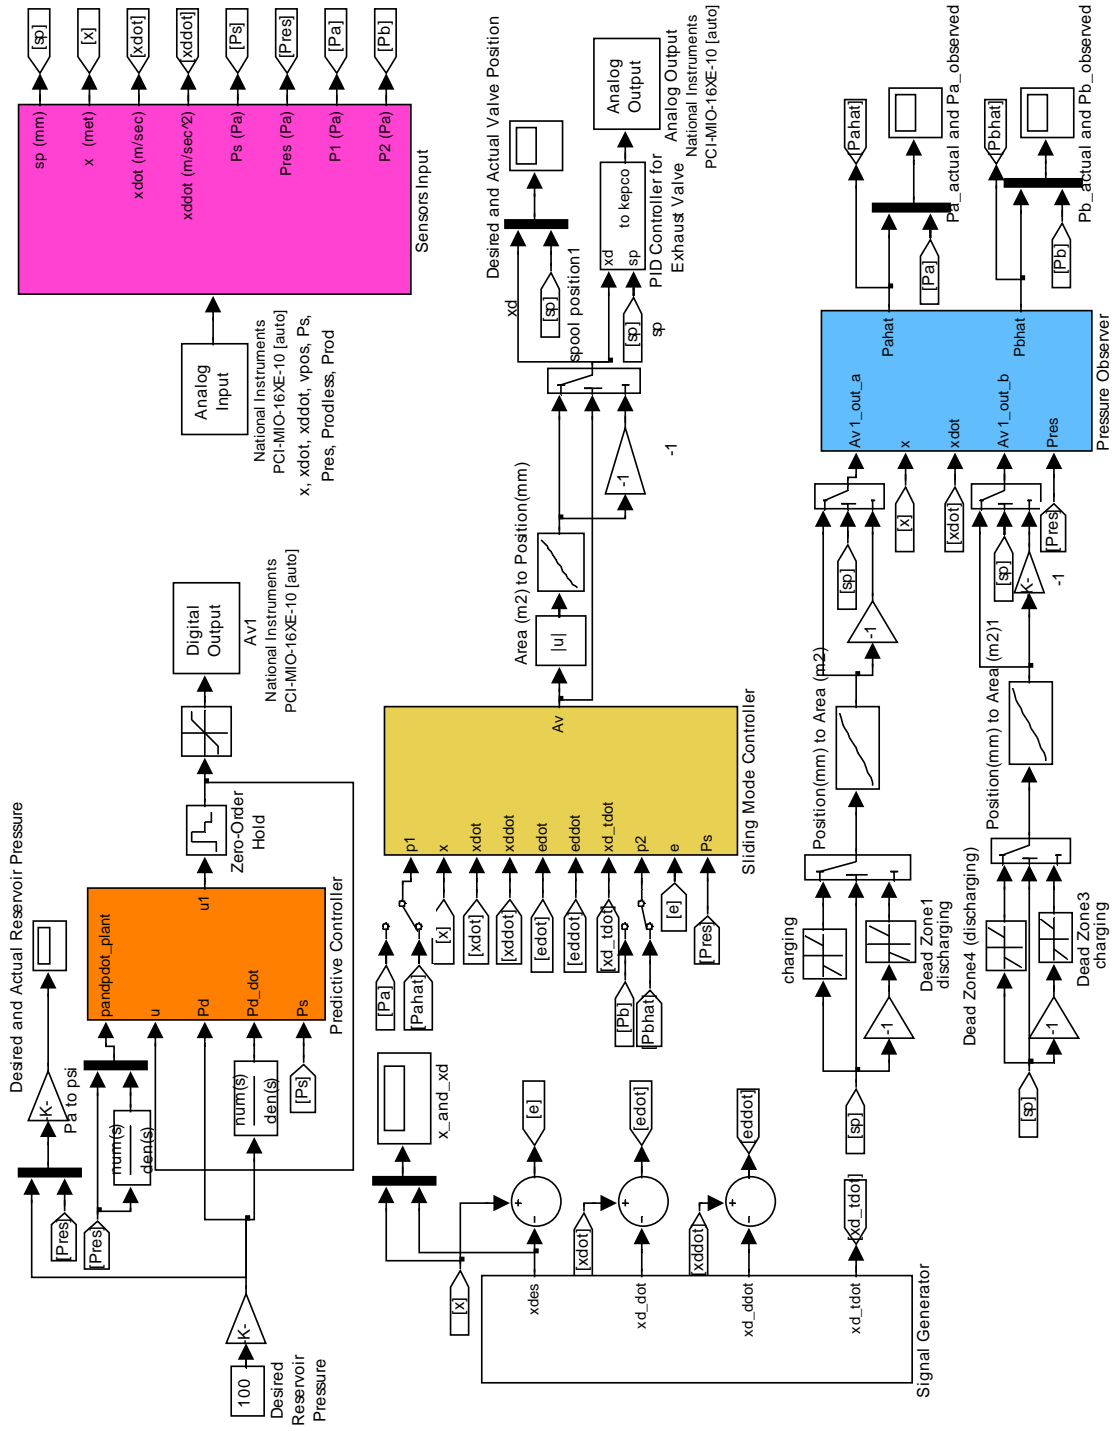 Desired and Actual Reservoir Pressure
100
Desired
Reservoir
Pressure
-K-
[Pres]
[Pres]
num(s)
den(s)
-K-
Pa to psi
num(s)
den(s)
[Ps]
pandpdot_plant
u
Pd
Pd_dot
Ps
u1
Predictive Controller
Zero-Order
Hold
Digital
Output
Av1
National Instruments
PCI-MIO-16XE-10 [auto]
Analog
Input
National Instruments
PCI-MIO-16XE-10 [auto]
x, xdot, xddot, vpos, Ps,
Pres, Prodless, Prod
sp (mm)
x (met)
xdot (m/sec)
xddot (m/sec^2)
Ps (Pa)
Pres (Pa)
P1 (Pa)
P2 (Pa)
Sensors Input
[sp]
[x]
[xdot]
[xddot]
[Ps]
[Pres]
[Pa]
[Pb]
[x]
x_and_xd
xdes
xd_dot
xd_ddot
xd_tdot
Signal Generator
[xdot]
[xddot]
+
-
+
-
+
-
[e]
[edot]
[eddot]
[xd_tdot]
[Pa]
[Pahat]
[x]
[xdot]
[xddot]
[edot]
[eddot]
[xd_tdot]
[Pb]
[Pbhat]
[e]
[Pres]
p1
x
xdot
xddot
edot
eddot
xd_tdot
p2
e
Ps
Av
Sliding Mode Controller
|u|
Area (m2) to Position(mm)
-1
-1
Desired and Actual Valve Position
xd
[sp]
spool position1
[sp]
sp
xd
sp
to kepco
PID Controller for
Exhaust Valve
Analog
Output
Analog Output
National Instruments
PCI-MIO-16XE-10 [auto]
[sp]
charging
-1
Dead Zone1
discharging
Position(mm) to Area (m2)
-1
[sp]
[x]
[xdot]
[sp]
Dead Zone4 (discharging)
-1
Dead Zone3
charging
Position(mm) to Area (m2)1
[sp]
K-
-1
[Pres]
Av1_out_a
x
xdot
Av1_out_b
Pres
Pahat
Pbhat
Pressure Observer
[Pahat]
[Pa]
Pa_actual and Pa_observed
[Pbhat]
[Pb]
Pb_actual and Pb_observed